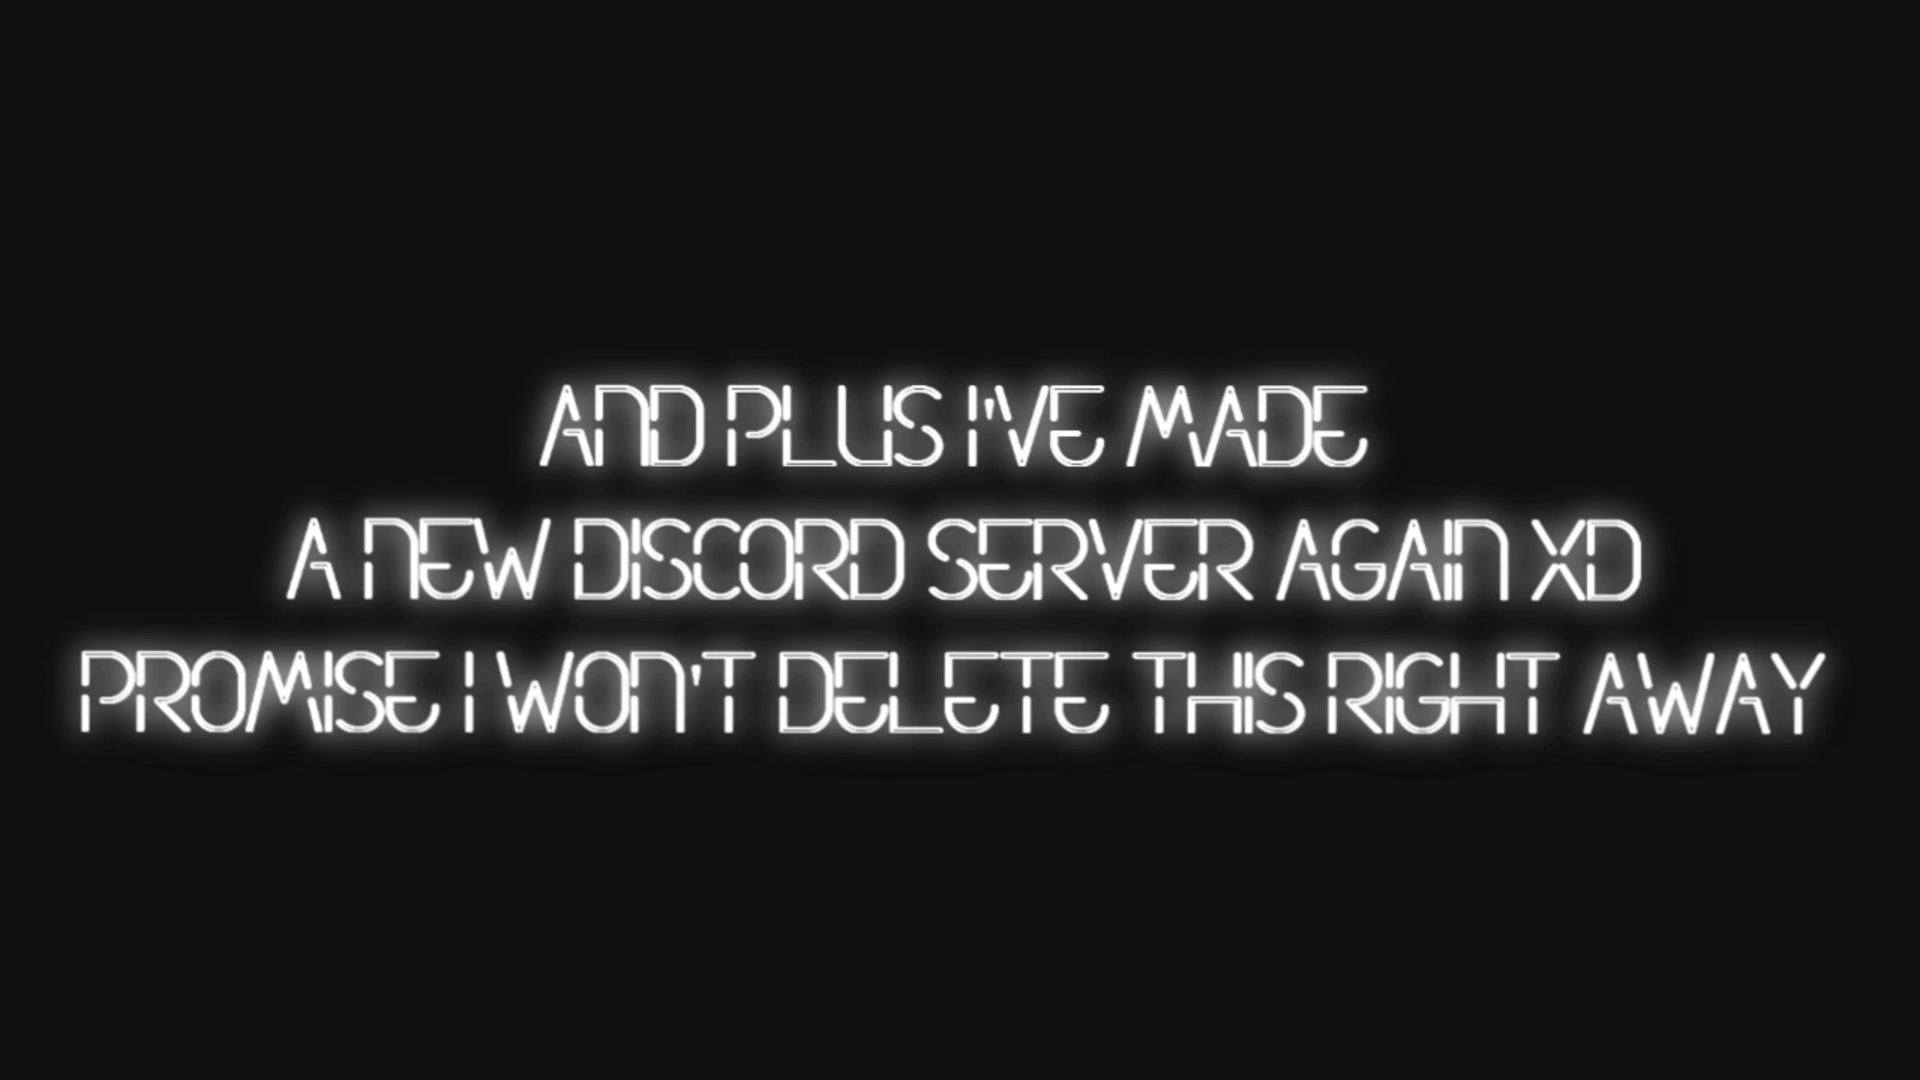 AND PLUS I'VE MADE
A NEW DISCORD SERVER AGAIN XD
PROMISE I WON'T DELETE THIS RIGHT AWAY